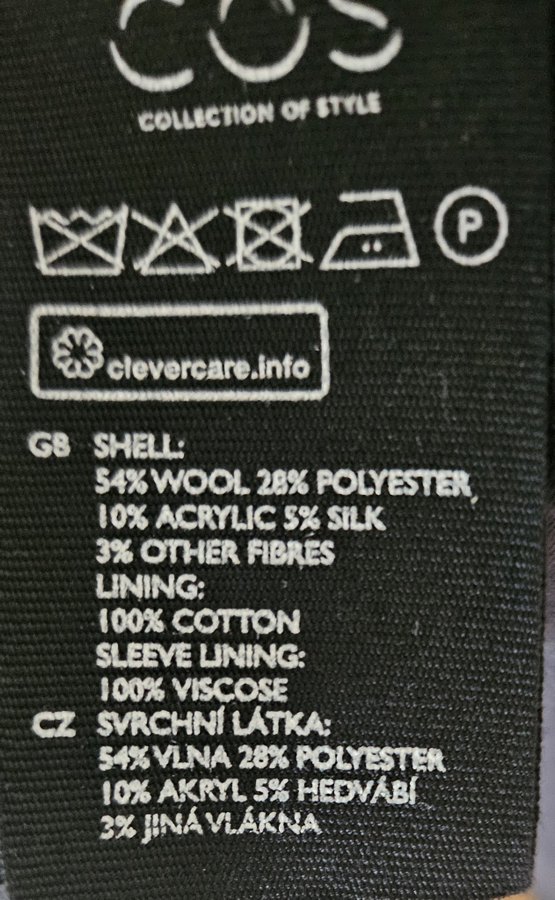 COS
COLLECTION OF STYLE
P
clevercare.info
GB SHELL:
54% WOOL 28% POLYESTER,
10% ACRYLIC 5% SILK
3% OTHER FIBRES
LINING:
100% COTTON
SLEEVE LINING:
100% VISCOSE
CZ SVRCHNÍ LÁTKA:
54% VLNA 28% POLYESTER
10% AKRYL 5% HEDVÁBÍ
3% JINÁ VLÁKNA